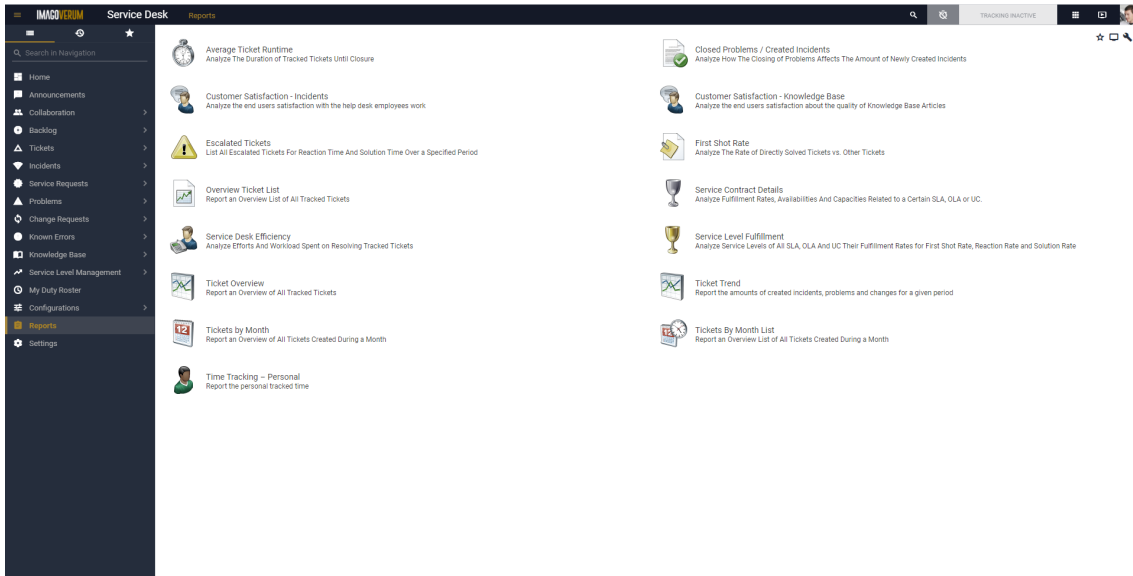 IMAGOVERUM Service Desk Reports TRACKING INACTIVE
Search in Navigation
Home
Announcements
Collaboration
Backlog
Tickets
Incidents
Service Requests
Problems
Change Requests
Known Errors
Knowledge Base
Service Level Management
My Duty Roster
Configurations
Reports
Settings
Average Ticket Runtime
Analyze The Duration of Tracked Tickets Until Closure
Closed Problems / Created Incidents
Analyze How The Closing of Problems Affects The Amount of Newly Created Incidents
Customer Satisfaction - Incidents
Analyze the end users satisfaction with the help desk employees work
Customer Satisfaction - Knowledge Base
Analyze the end users satisfaction about the quality of Knowledge Base Articles
Escalated Tickets
List All Escalated Tickets For Reaction Time And Solution Time Over a Specified Period
First Shot Rate
Analyze The Rate of Directly Solved Tickets vs. Other Tickets
Overview Ticket List
Report an Overview List of All Tracked Tickets
Service Contract Details
Analyze Fulfillment Rates, Availabilities And Capacities Related to a Certain SLA, OLA or UC.
Service Desk Efficiency
Analyze Efforts And Workload Spent on Resolving Tracked Tickets
Service Level Fulfillment
Analyze Service Levels of All SLA, OLA And UC Their Fulfillment Rates for First Shot Rate, Reaction Rate and Solution Rate
Ticket Overview
Report an Overview of All Tracked Tickets
Ticket Trend
Report the amounts of created incidents, problems and changes for a given period
12
Tickets by Month
Report an Overview of All Tickets Created During a Month
12
Tickets By Month List
Report an Overview List of All Tickets Created During a Month
Time Tracking – Personal
Report the personal tracked time